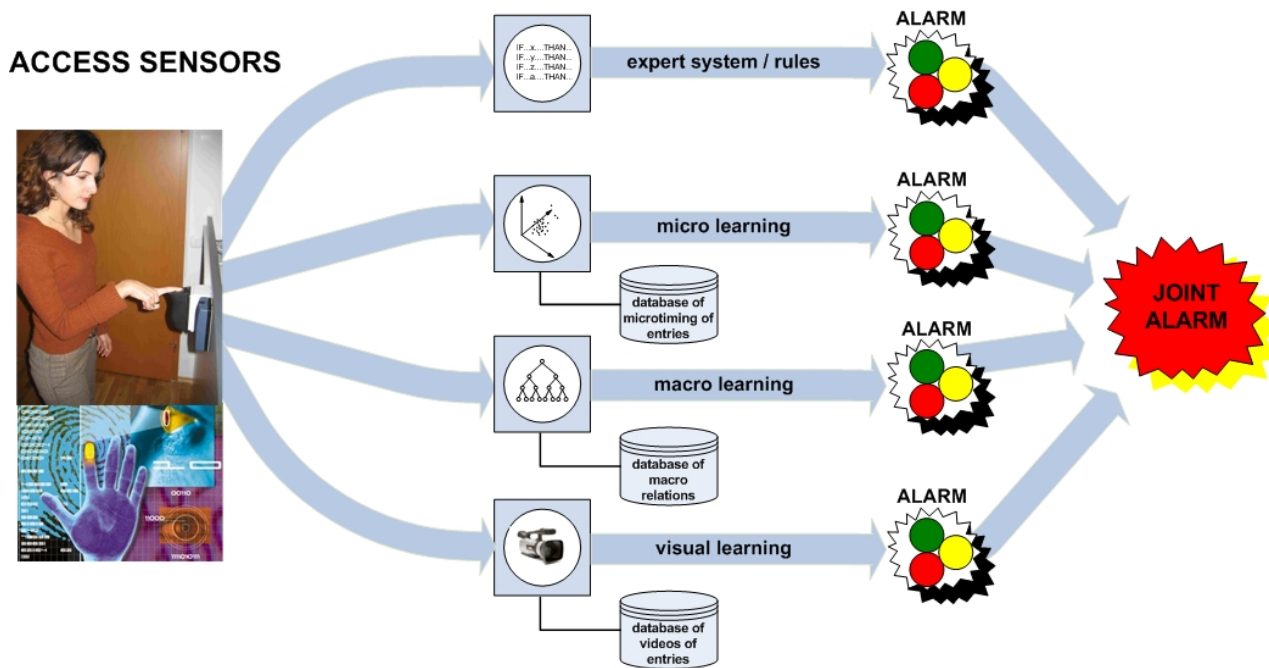 ACCESS SENSORS
IF...x....THAN...
IF...y....THAN...
IF...z....THAN...
IF...a....THAN...
expert system / rules
ALARM
micro learning
ALARM
database of
microtiming of
entries
JOINT
ALARM
macro learning
ALARM
database of
macro
relations
visual learning
ALARM
database of
videos of
entries
0011O
11000